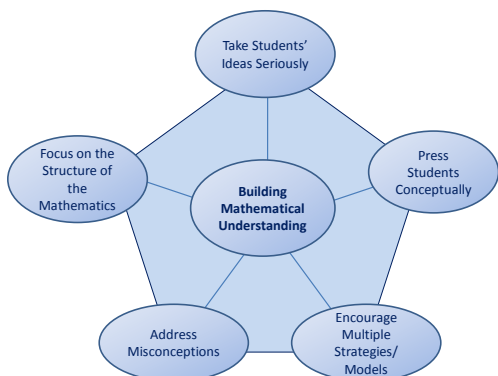 Take Students'
Ideas Seriously
Focus on the
Structure of
the
Mathematics
Press
Students
Conceptually
Building
Mathematical
Understanding
Address
Misconceptions
Encourage
Multiple
Strategies/
Models